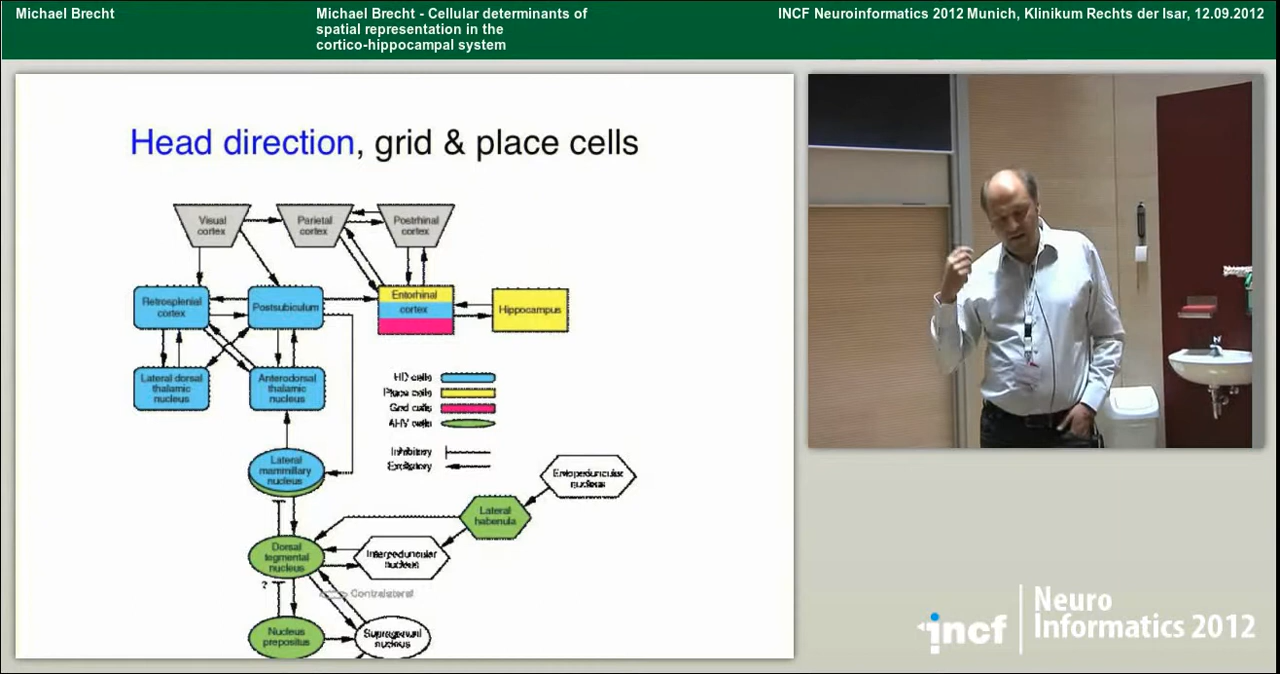 Michael Brecht
Michael Brecht - Cellular determinants of
spatial representation in the
cortico-hippocampal system
INCF Neuroinformatics 2012 Munich, Klinikum Rechts der Isar, 12.09.2012
Head direction, grid & place cells
Visual
cortex
Parietal
cortex
Postrhinal
cortex
Retrosplenial
cortex
Postsubiculum
Entorhinal
cortex
Hippocampus
Lateral dorsal
thalamic
nucleus
Anterodorsal
thalamic
nucleus
HD cells
Place cells
Grid cells
AHV cells
Inhibitory
Excitatory
Lateral
mammillary
nucleus
Entopeduncular
nucleus
Lateral
habenula
Dorsal
tegmental
nucleus
Interpeduncular
nucleus
?
Contralateral
Nucleus
prepositus
Supragenual
nucleus
incf
Neuro
Informatics 2012